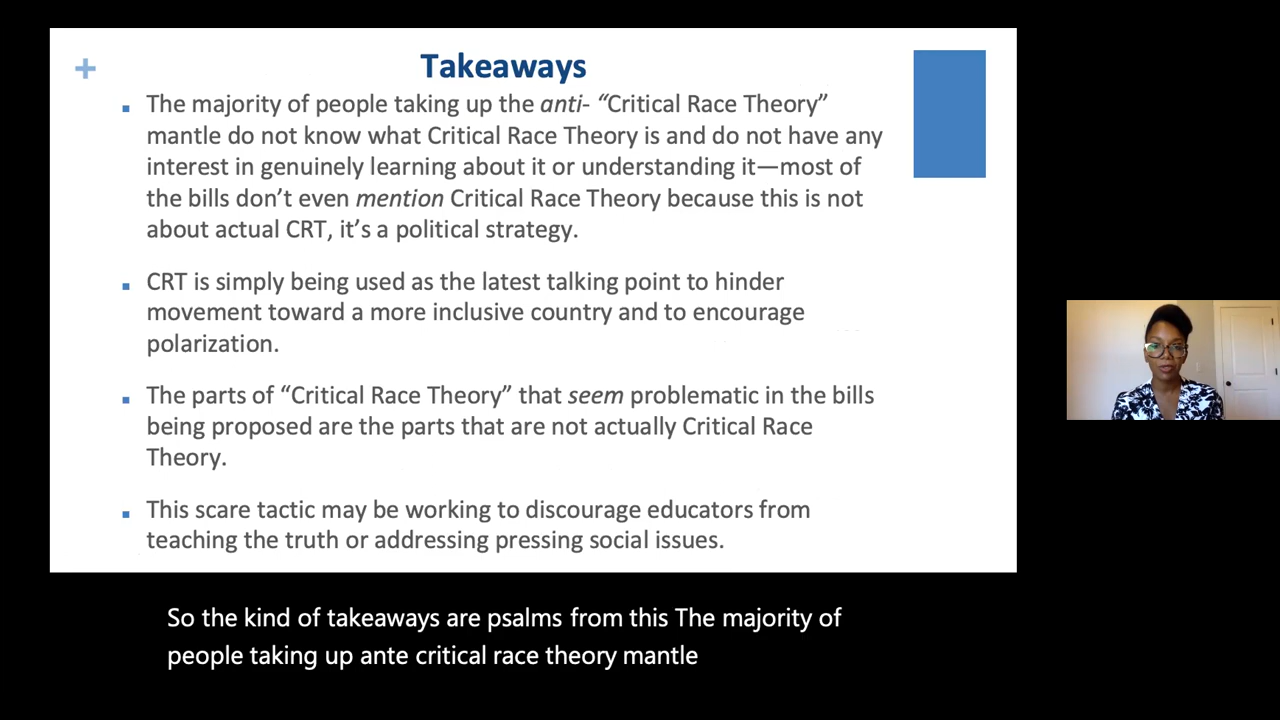 +
Takeaways
▪ The majority of people taking up the anti- “Critical Race Theory”
mantle do not know what Critical Race Theory is and do not have any
interest in genuinely learning about it or understanding it—most of
the bills don’t even mention Critical Race Theory because this is not
about actual CRT, it’s a political strategy.
▪ CRT is simply being used as the latest talking point to hinder
movement toward a more inclusive country and to encourage
polarization.
▪ The parts of “Critical Race Theory” that seem problematic in the bills
being proposed are the parts that are not actually Critical Race
Theory.
▪ This scare tactic may be working to discourage educators from
teaching the truth or addressing pressing social issues.
So the kind of takeaways are psalms from this The majority of
people taking up ante critical race theory mantle